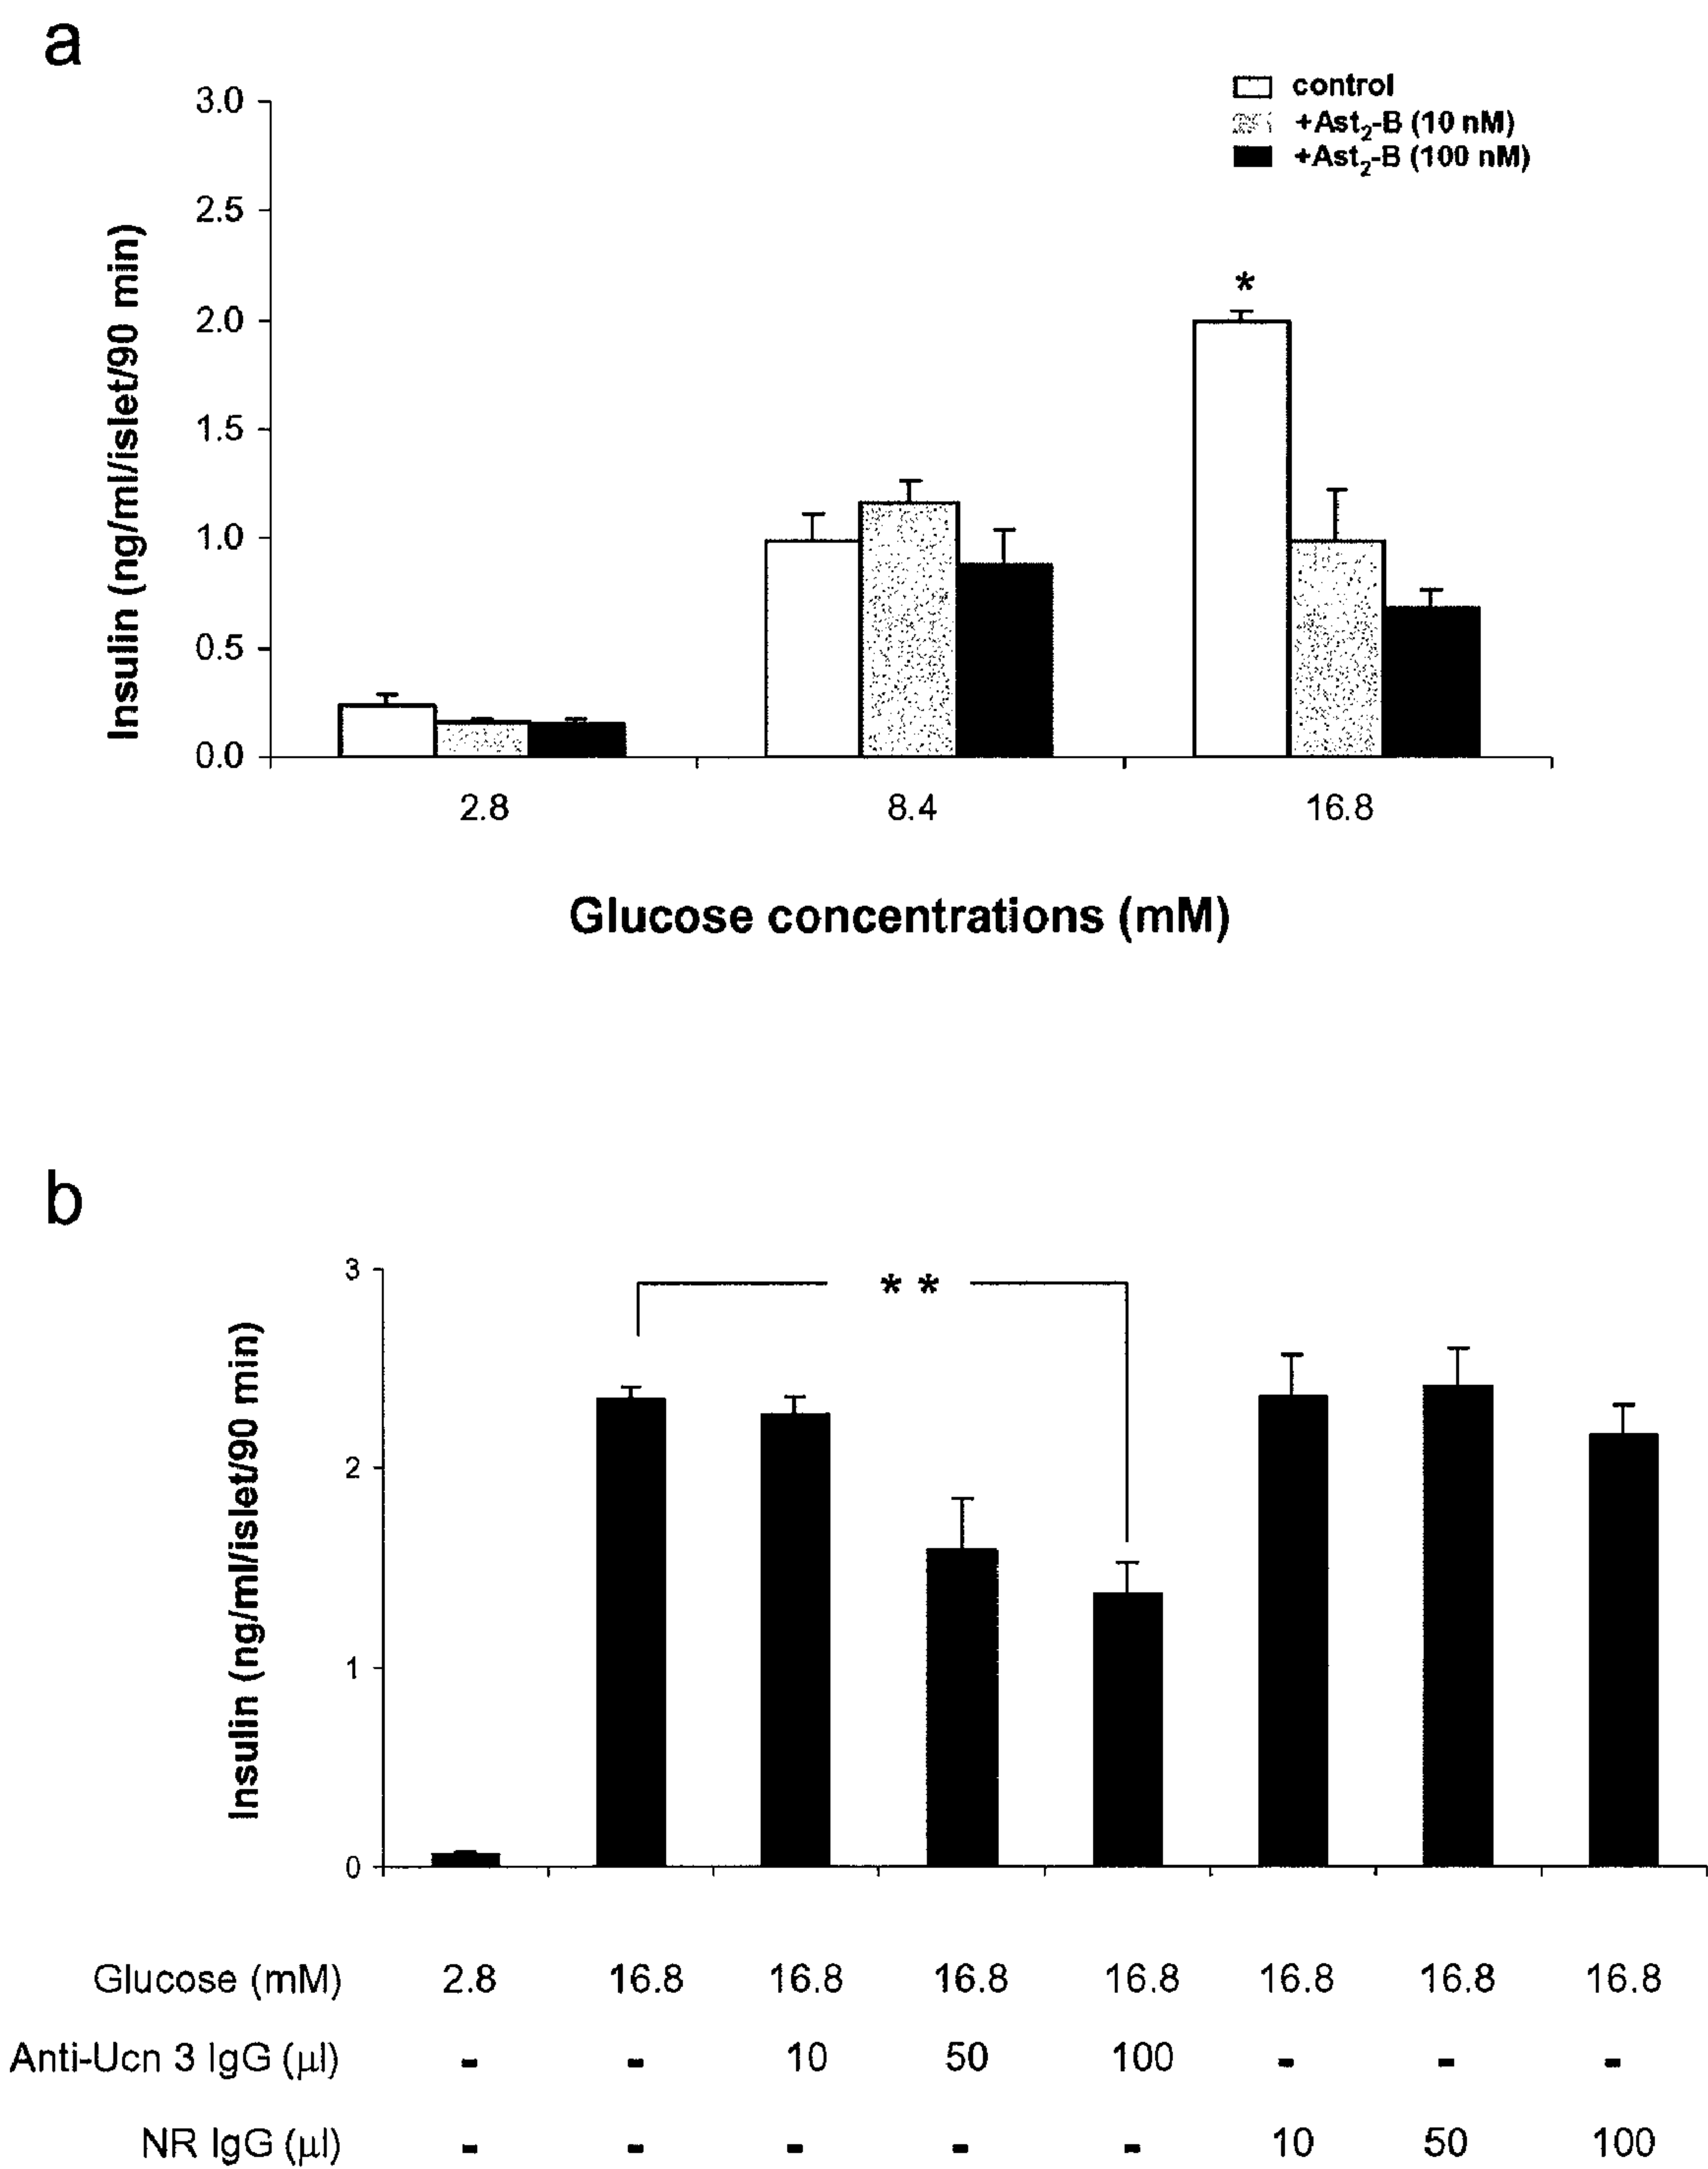 a
control
+Ast2-B (10 nM)
+Ast2-B (100 nM)
3.0
2.5
2.0
1.5
1.0
0.5
0.0
Insulin (ng/ml/islet/90 min)
*
2.8 8.4 16.8
Glucose concentrations (mM)
b
3
2
1
0
Insulin (ng/ml/islet/90 min)
* *
Glucose (mM) 2.8 16.8 16.8 16.8 16.8 16.8 16.8 16.8
Anti-Ucn 3 IgG (µl) - - 10 50 100 - - -
NR IgG (µl) - - - - - 10 50 100